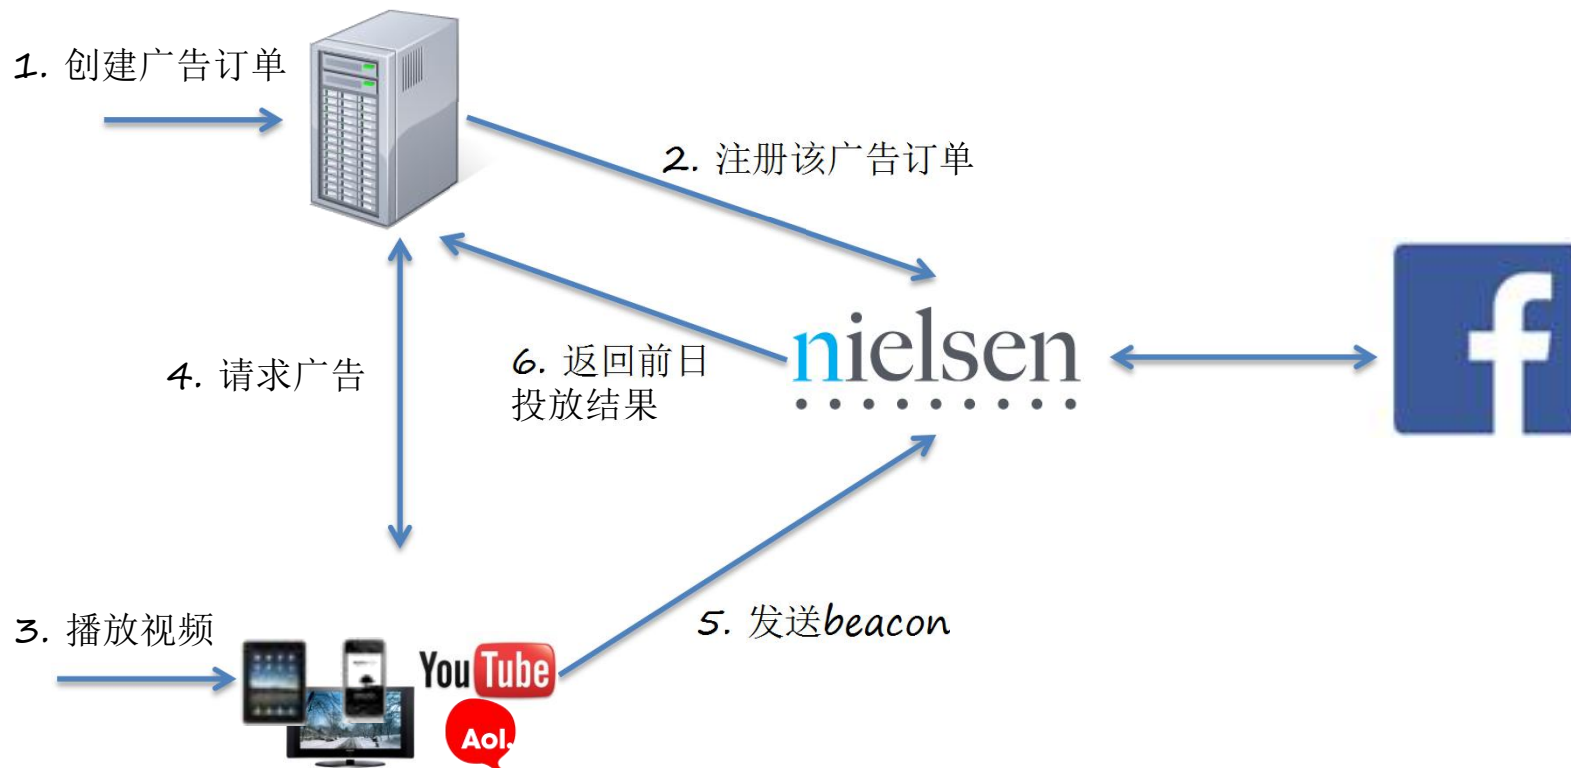 1. 创建广告订单
2. 注册该广告订单
nielsen
f
4. 请求广告
6. 返回前日
投放结果
3. 播放视频
5. 发送beacon
YouTube
Aol.